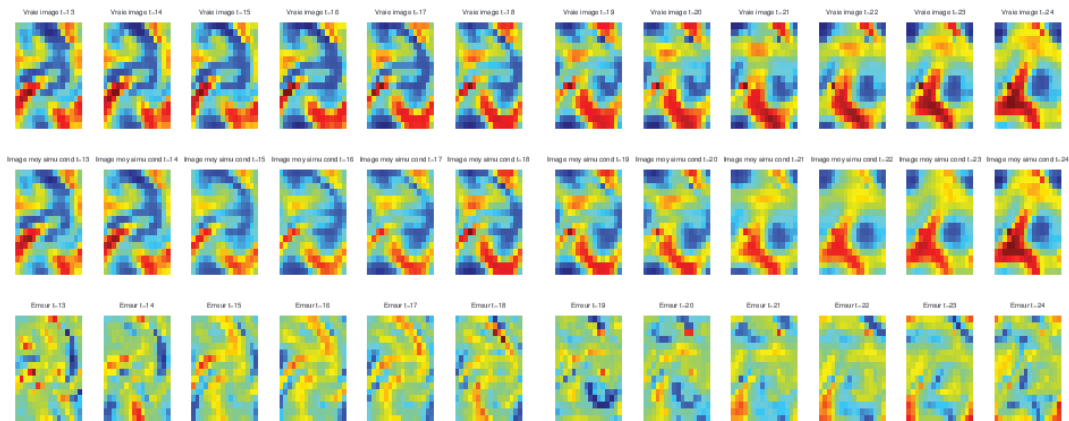 Vraie image t=13 Vraie image t=14 Vraie image t=15 Vraie image t=16 Vraie image t=17 Vraie image t=18 Vraie image t=19 Vraie image t=20 Vraie image t=21 Vraie image t=22 Vraie image t=23 Vraie image t=24
Image moy simu cond t=13 Image moy simu cond t=14 Image moy simu cond t=15 Image moy simu cond t=16 Image moy simu cond t=17 Image moy simu cond t=18 Image moy simu cond t=19 Image moy simu cond t=20 Image moy simu cond t=21 Image moy simu cond t=22 Image moy simu cond t=23 Image moy simu cond t=24
Erreur t=13 Erreur t=14 Erreur t=15 Erreur t=16 Erreur t=17 Erreur t=18 Erreur t=19 Erreur t=20 Erreur t=21 Erreur t=22 Erreur t=23 Erreur t=24